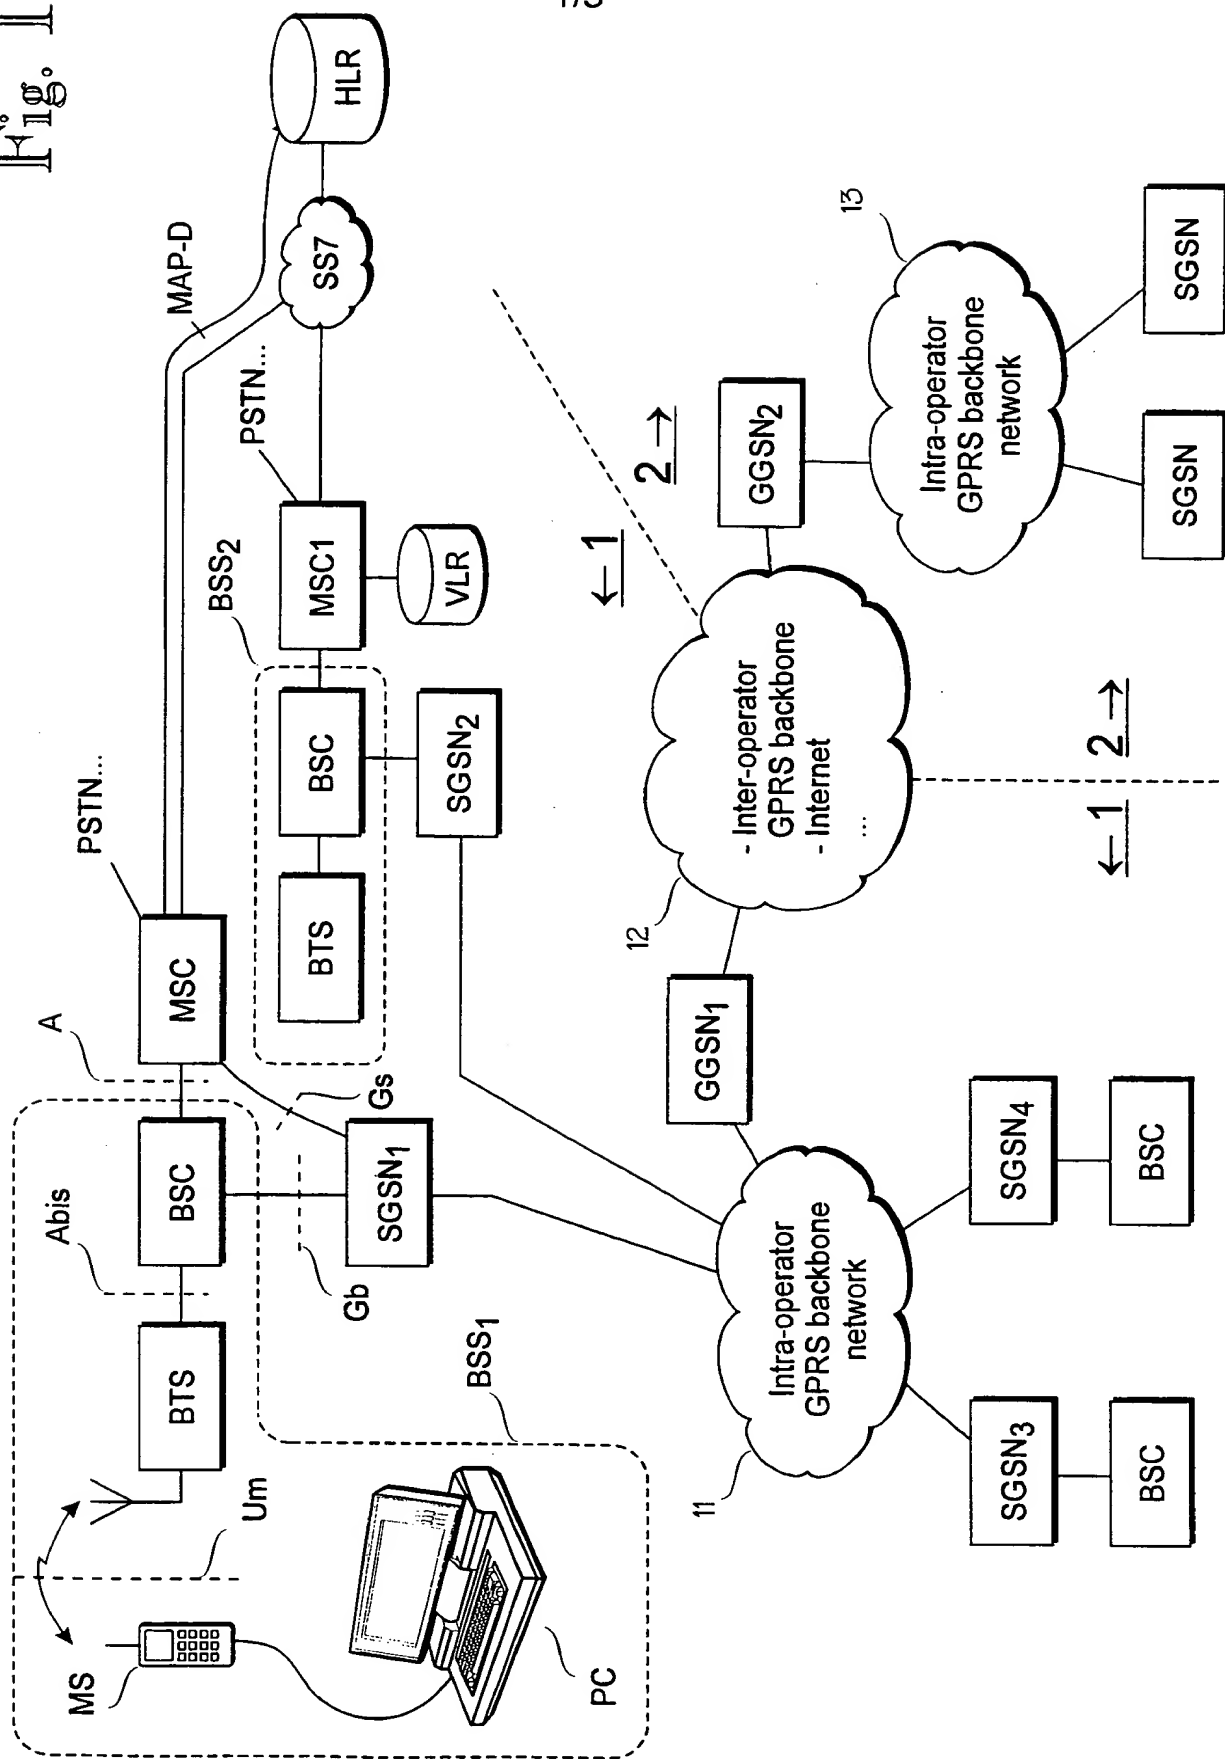 1/3
Fig. 1
MS
Um
BTS
Abis
BSC
A
MSC
PSTN...
MAP-D
HLR
SS7
PC
BSS1
Gb
Gs
SGSN1
BTS
BSC
BSS2
MSC1
PSTN...
VLR
SGSN2
11
Intra-operator
GPRS backbone
network
GGSN1
12
- Inter-operator
GPRS backbone
- Internet
...
←1
2→
GGSN2
13
Intra-operator
GPRS backbone
network
SGSN3
BSC
SGSN4
BSC
←1
2→
SGSN
SGSN